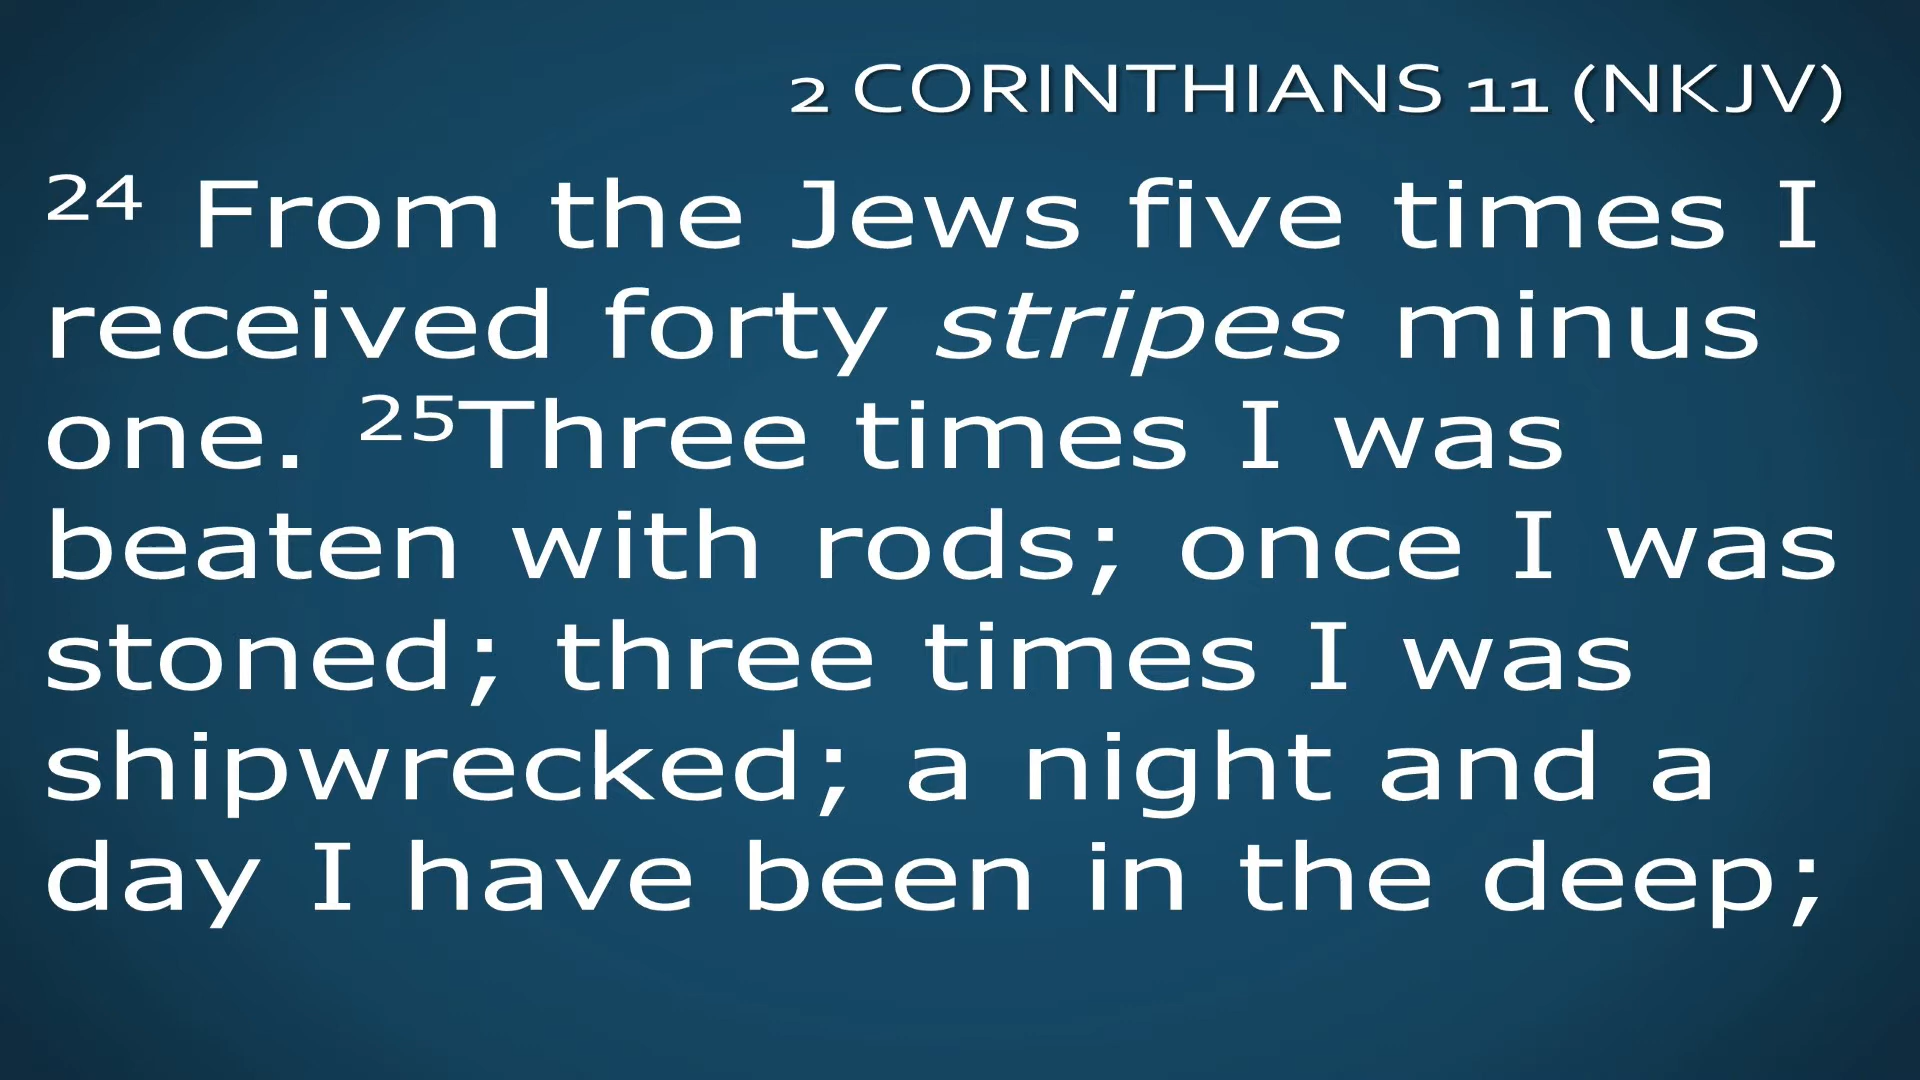 2 CORINTHIANS 11 (NKJV)
24 From the Jews five times I
received forty stripes minus
one. 25Three times I was
beaten with rods; once I was
stoned; three times I was
shipwrecked; a night and a
day I have been in the deep;